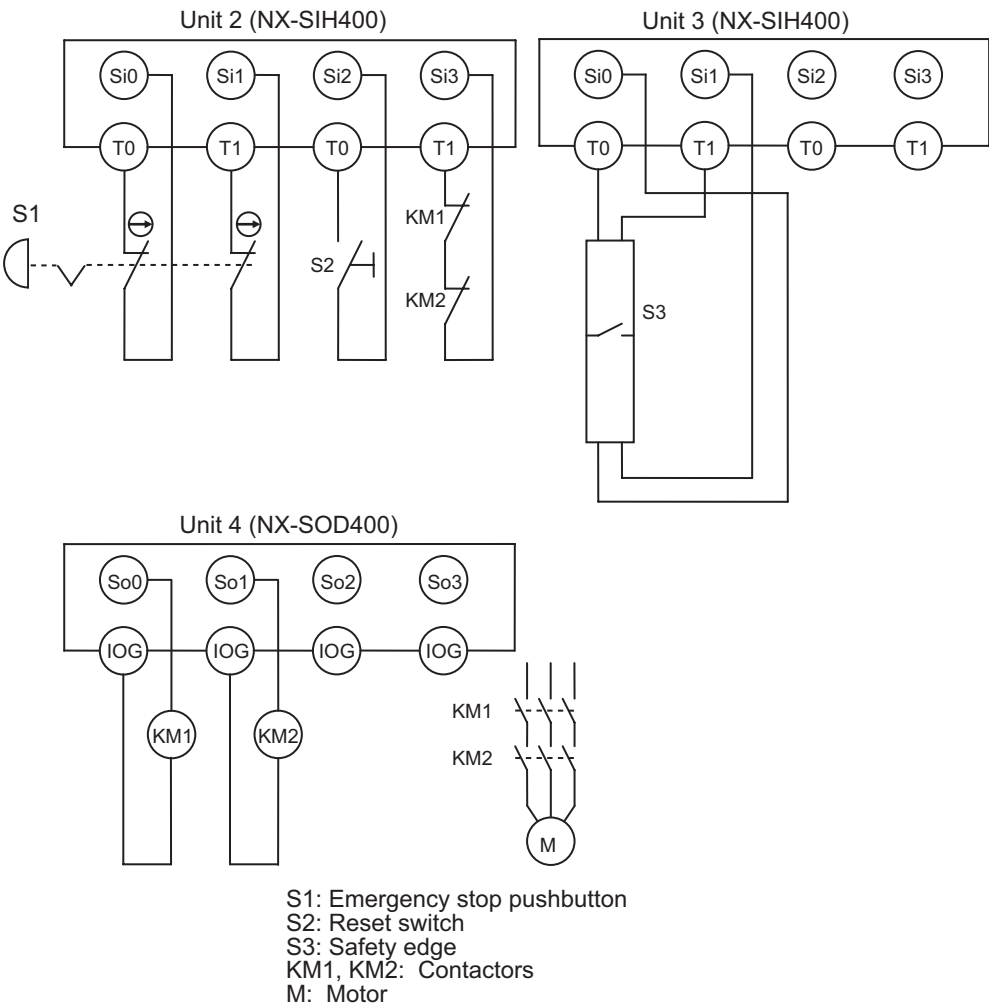 Unit 2 (NX-SIH400)
Si0 Si1 Si2 Si3
T0 T1 T0 T1
S1
S2
KM1
KM2
Unit 3 (NX-SIH400)
Si0 Si1 Si2 Si3
T0 T1 T0 T1
S3
Unit 4 (NX-SOD400)
So0 So1 So2 So3
IOG IOG IOG IOG
KM1 KM2
KM1
KM2
M
S1: Emergency stop pushbutton
S2: Reset switch
S3: Safety edge
KM1, KM2: Contactors
M: Motor